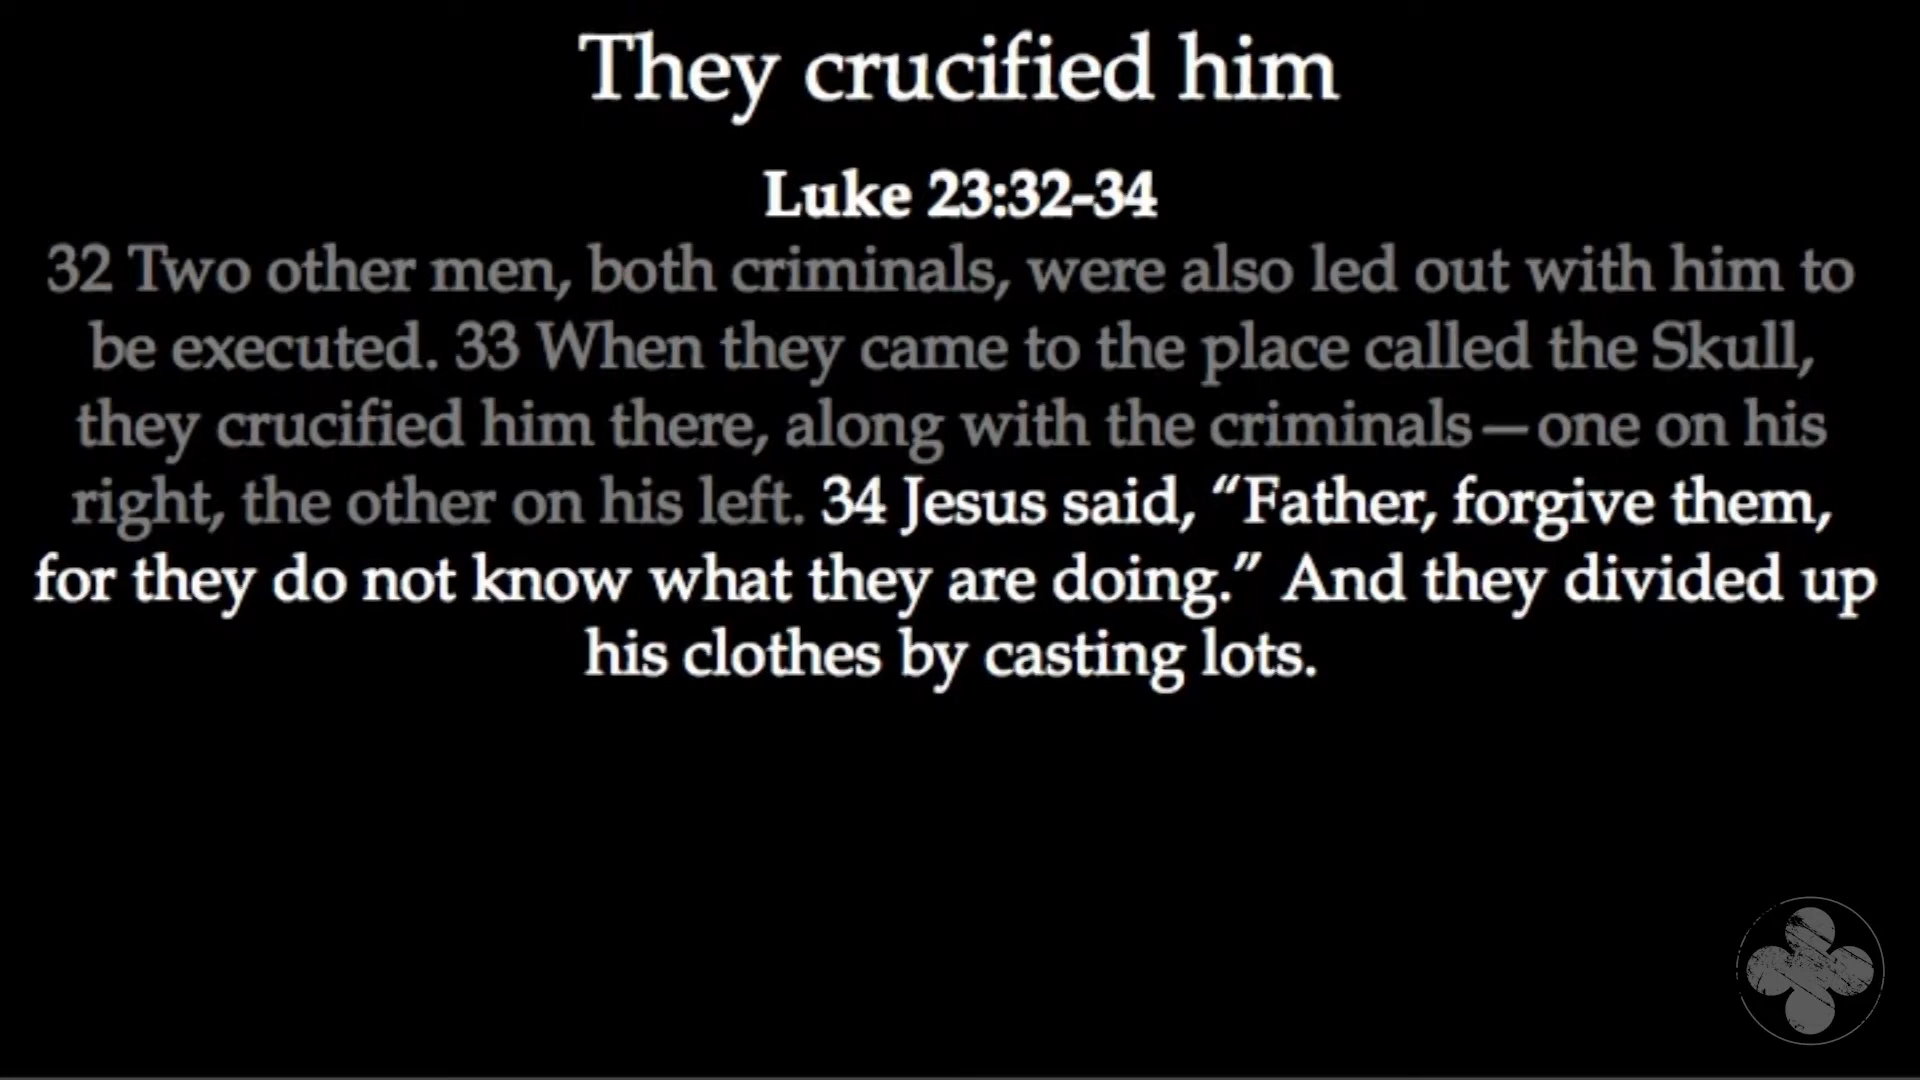 They crucified him
Luke 23:32-34
32 Two other men, both criminals, were also led out with him to
be executed. 33 When they came to the place called the Skull,
they crucified him there, along with the criminals—one on his
right, the other on his left. 34 Jesus said, “Father, forgive them,
for they do not know what they are doing.” And they divided up
his clothes by casting lots.